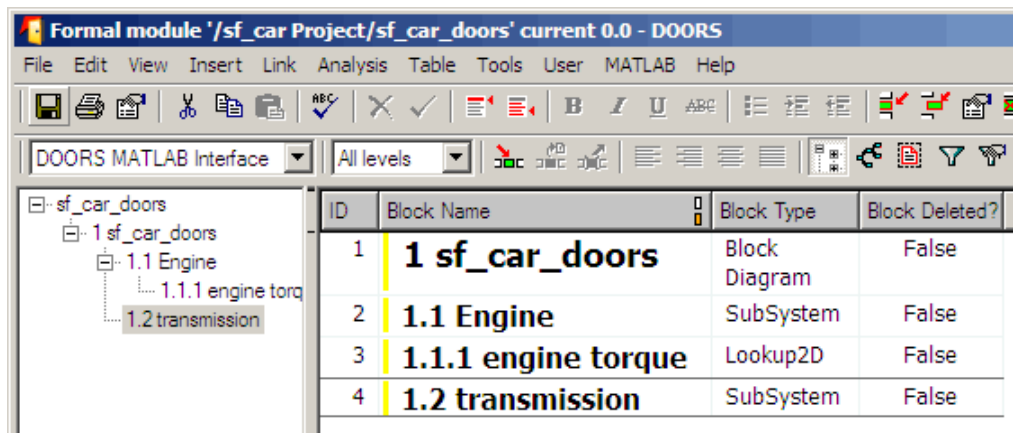 Formal module '/sf_car Project/sf_car_doors' current 0.0 - DOORS
File Edit View Insert Link Analysis Table Tools User MATLAB Help
ABC B I U ABC
DOORS MATLAB Interface All levels
sf_car_doors
1 sf_car_doors
1.1 Engine
1.1.1 engine torq
1.2 transmission
ID Block Name Block Type Block Deleted?
1 1 sf_car_doors Block Diagram False
2 1.1 Engine SubSystem False
3 1.1.1 engine torque Lookup2D False
4 1.2 transmission SubSystem False